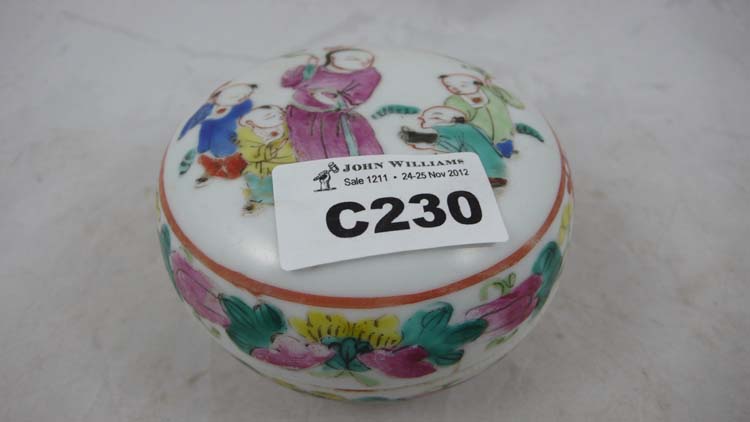 JOHN WILLIAMS
Sale 1211 • 24-25 Nov 2012
C230